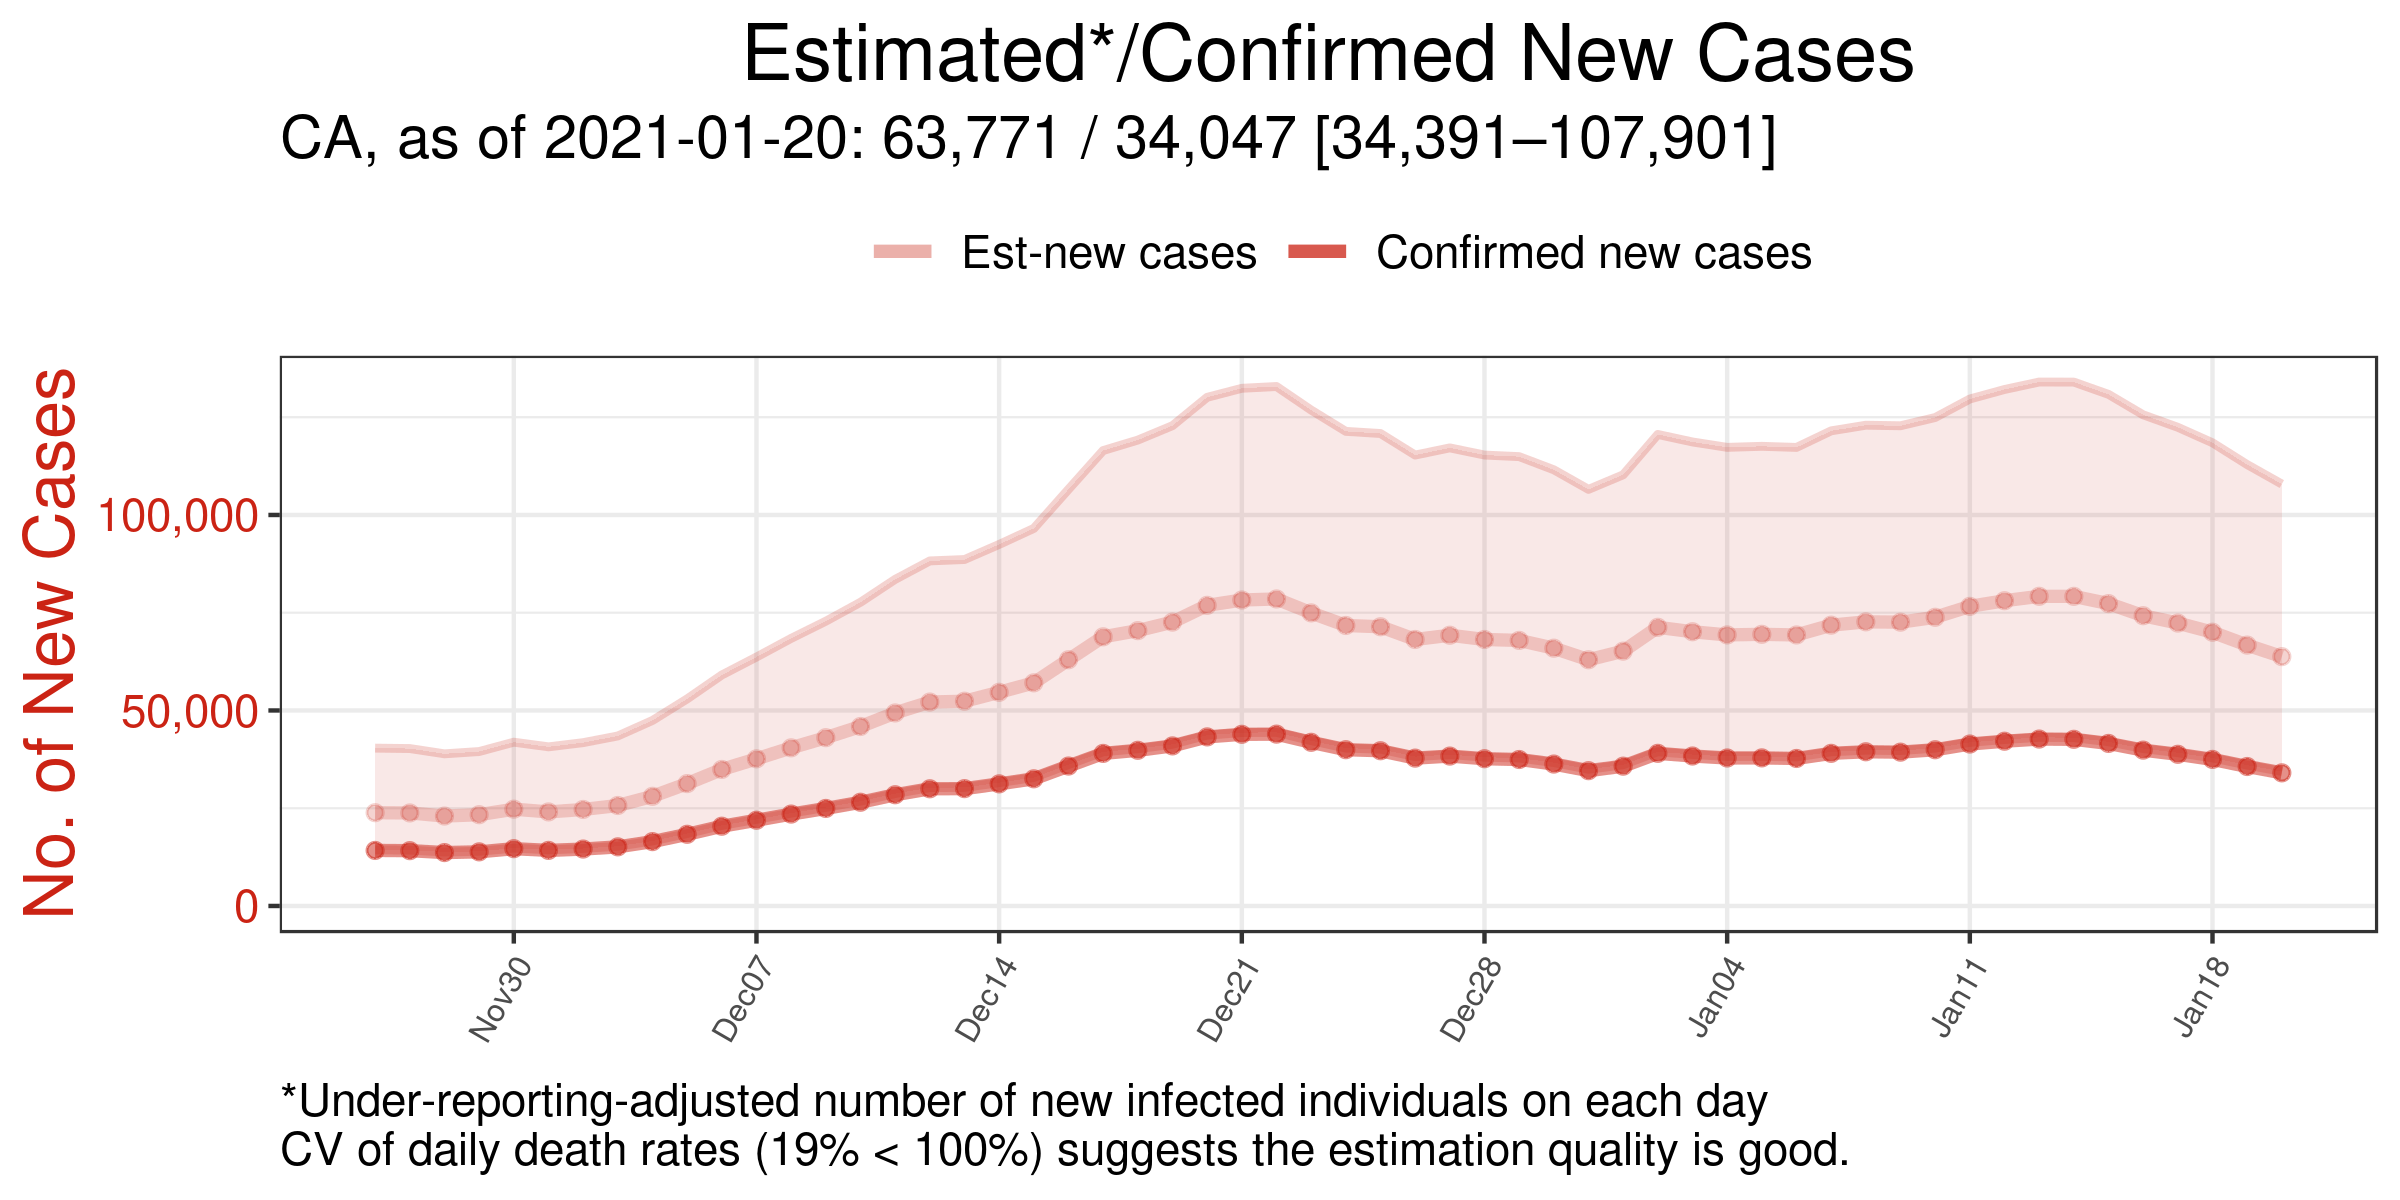 Estimated*/Confirmed New Cases
CA, as of 2021-01-20: 63,771 / 34,047 [34,391–107,901]
Est-new cases
Confirmed new cases
No. of New Cases
100,000
50,000
0
Nov30
Dec07
Dec14
Dec21
Dec28
Jan04
Jan11
Jan18
*Under-reporting-adjusted number of new infected individuals on each day
CV of daily death rates (19% < 100%) suggests the estimation quality is good.